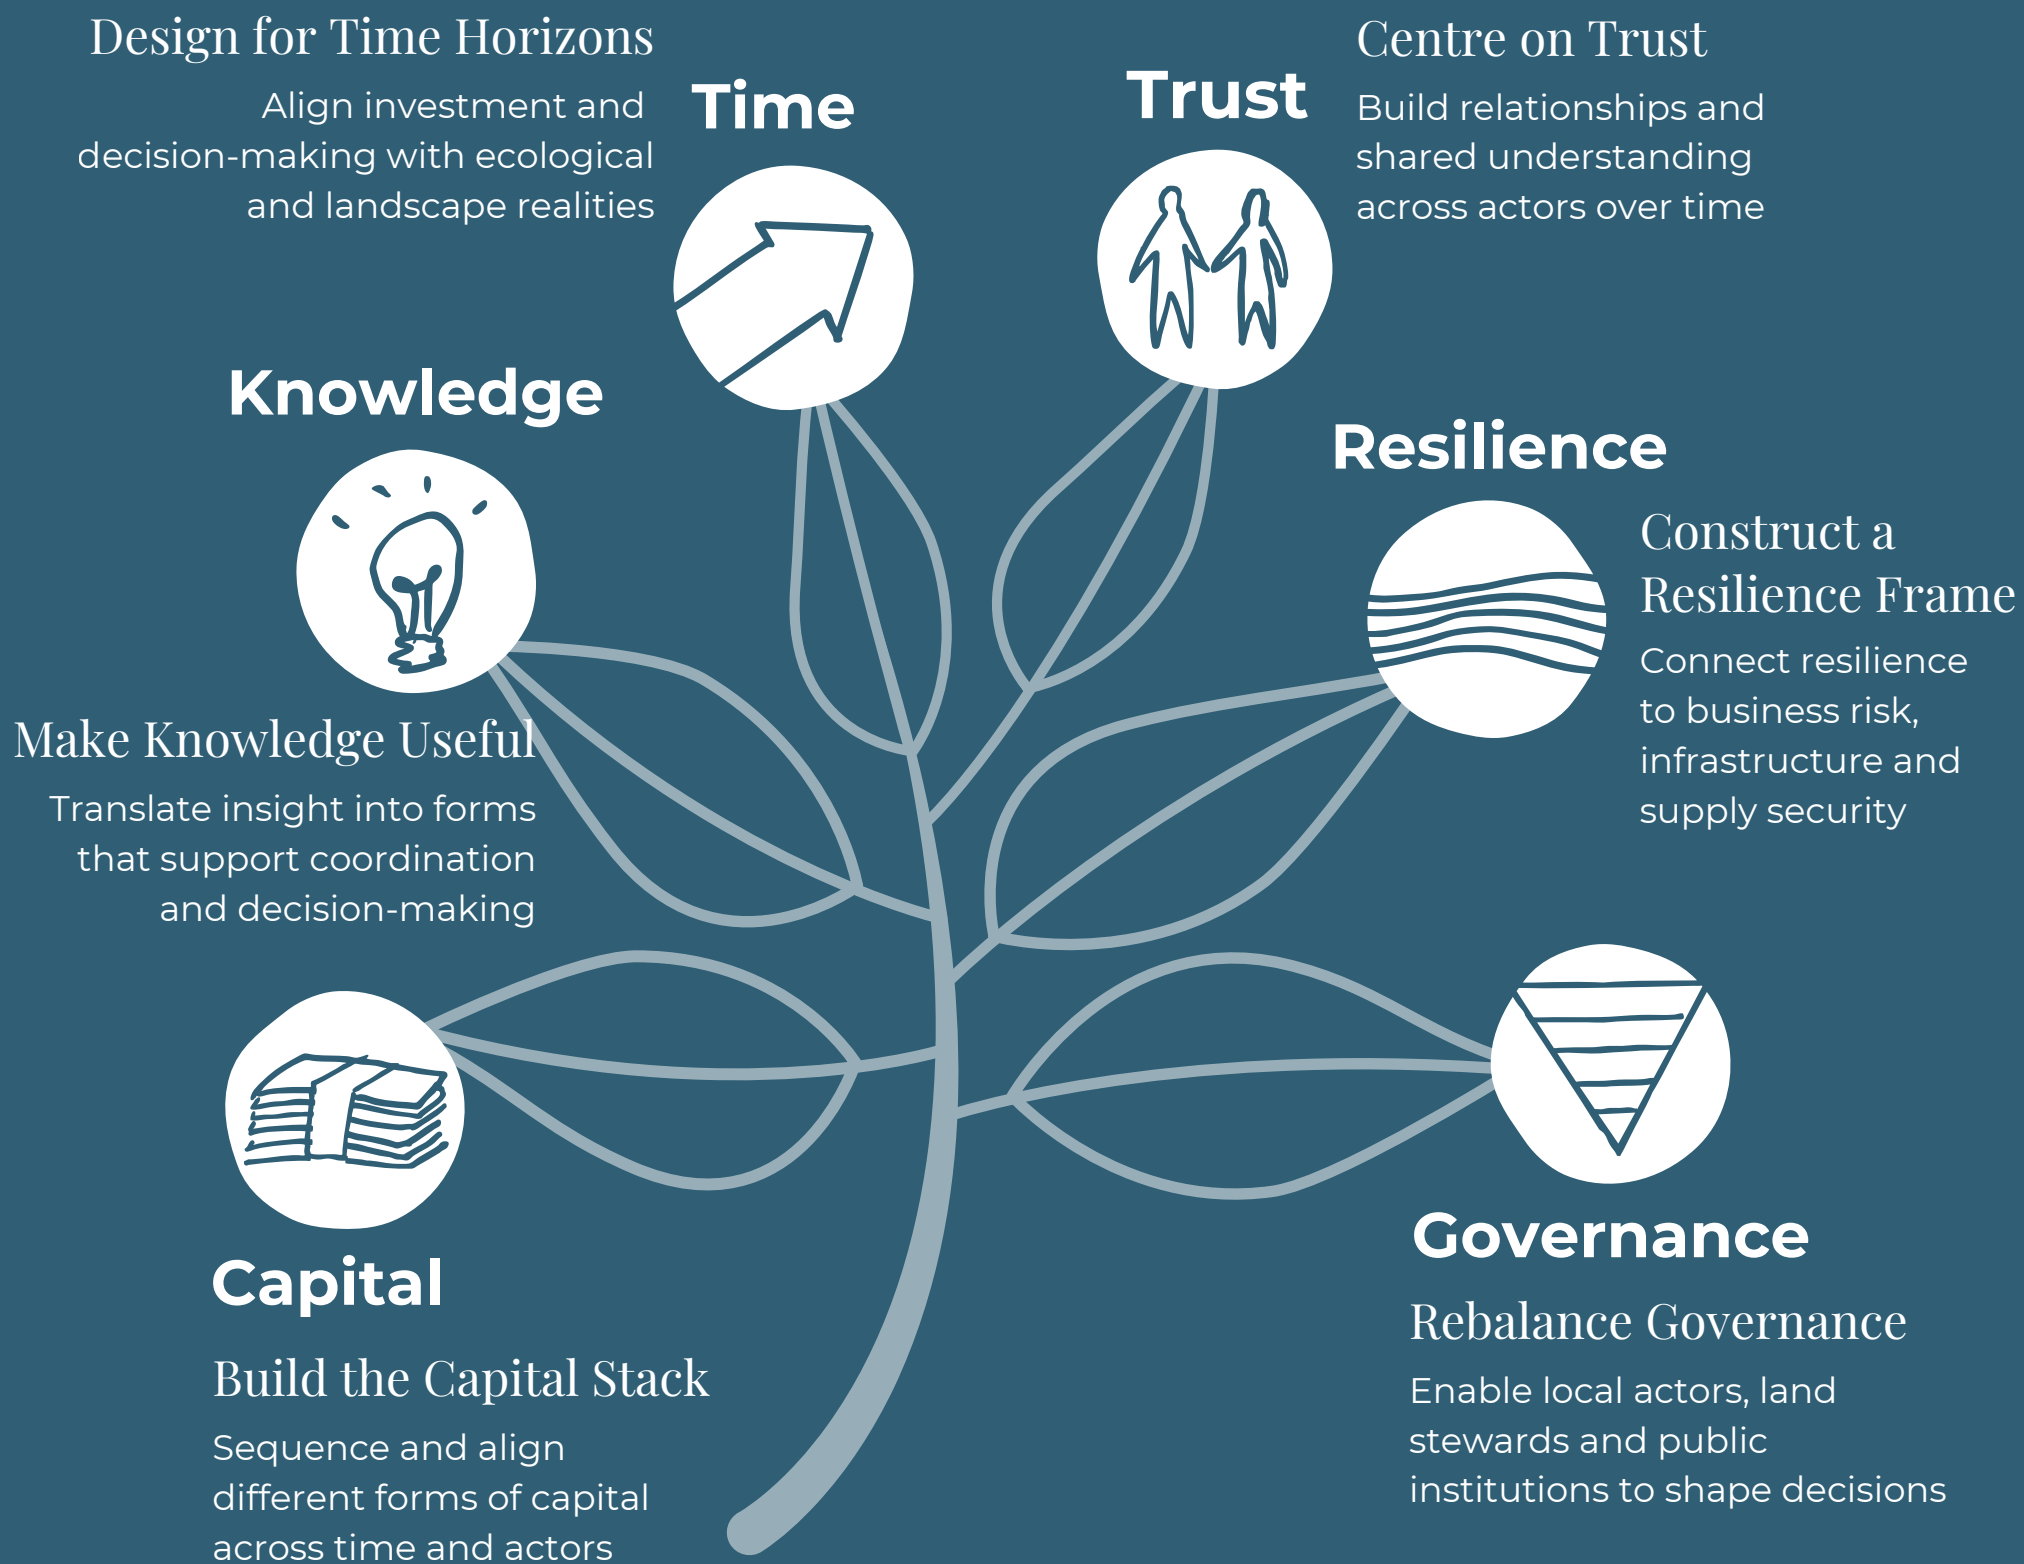 Design for Time Horizons
Align investment and
decision-making with ecological
and landscape realities
Time
Trust
Centre on Trust
Build relationships and
shared understanding
across actors over time
Knowledge
Make Knowledge Useful
Translate insight into forms
that support coordination
and decision-making
Resilience
Construct a
Resilience Frame
Connect resilience
to business risk,
infrastructure and
supply security
Capital
Build the Capital Stack
Sequence and align
different forms of capital
across time and actors
Governance
Rebalance Governance
Enable local actors, land
stewards and public
institutions to shape decisions